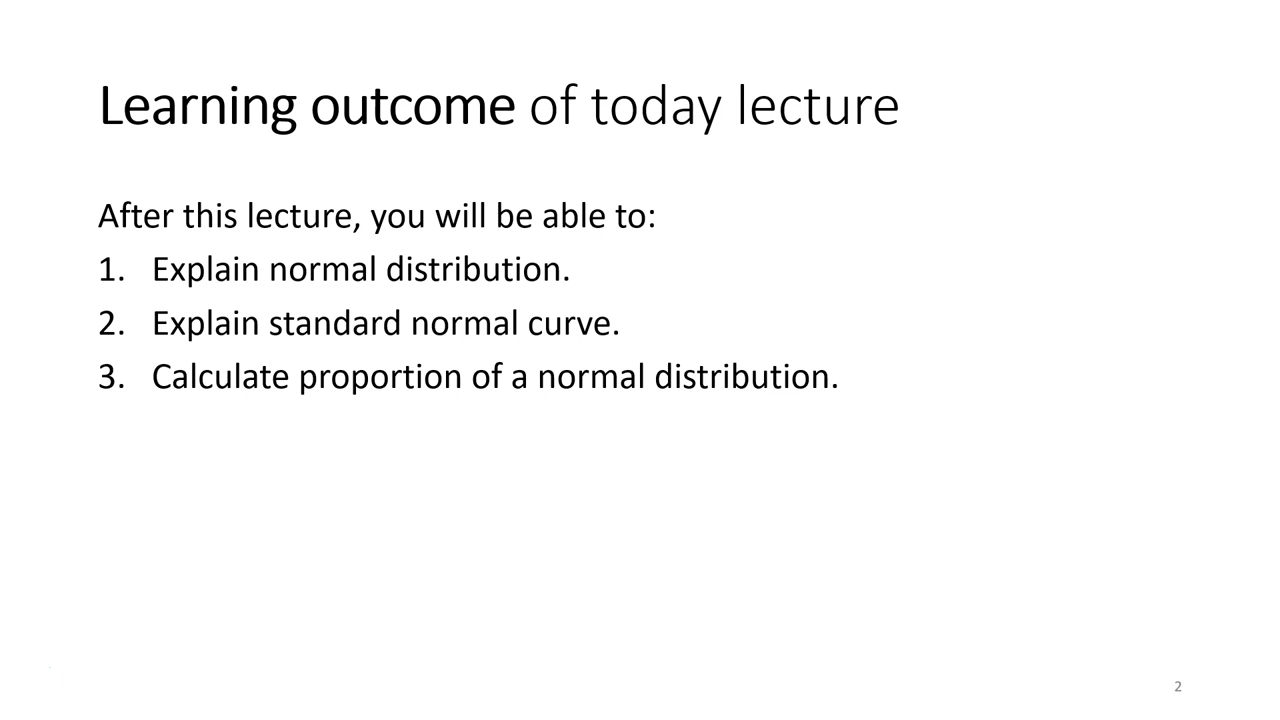 Learning outcome of today lecture
After this lecture, you will be able to:
1. Explain normal distribution.
2. Explain standard normal curve.
3. Calculate proportion of a normal distribution.
2